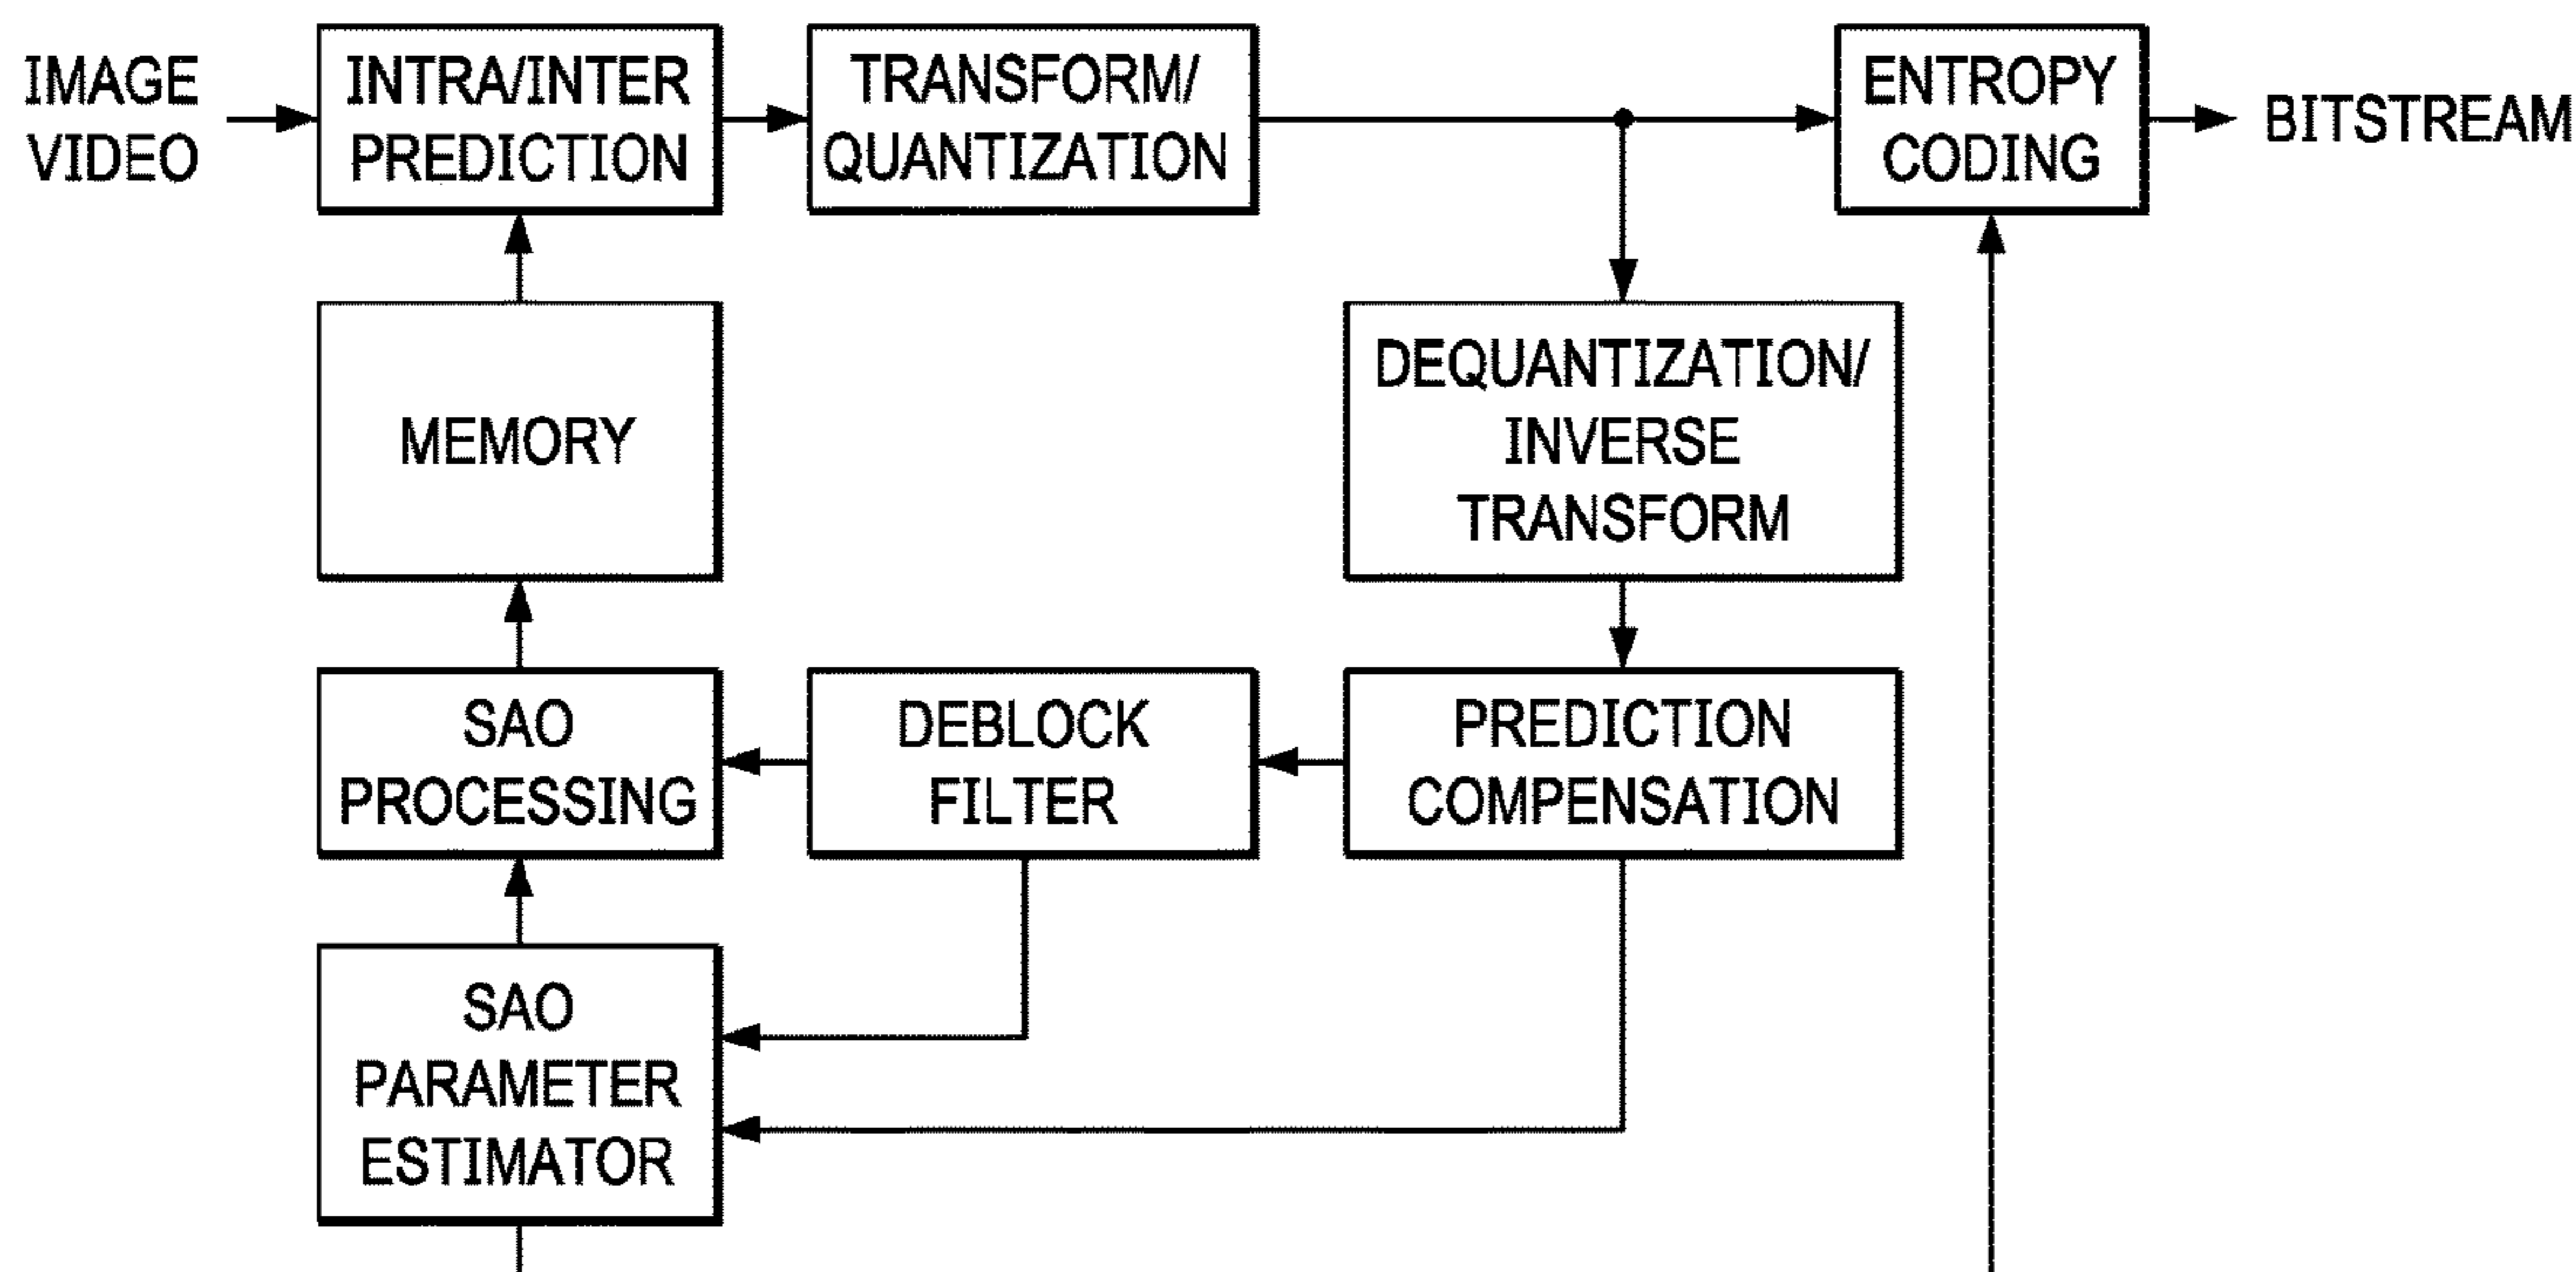 IMAGE
VIDEO
INTRA/INTER
PREDICTION
TRANSFORM/
QUANTIZATION
ENTROPY
CODING
BITSTREAM
MEMORY
DEQUANTIZATION/
INVERSE
TRANSFORM
SAO
PROCESSING
DEBLOCK
FILTER
PREDICTION
COMPENSATION
SAO
PARAMETER
ESTIMATOR